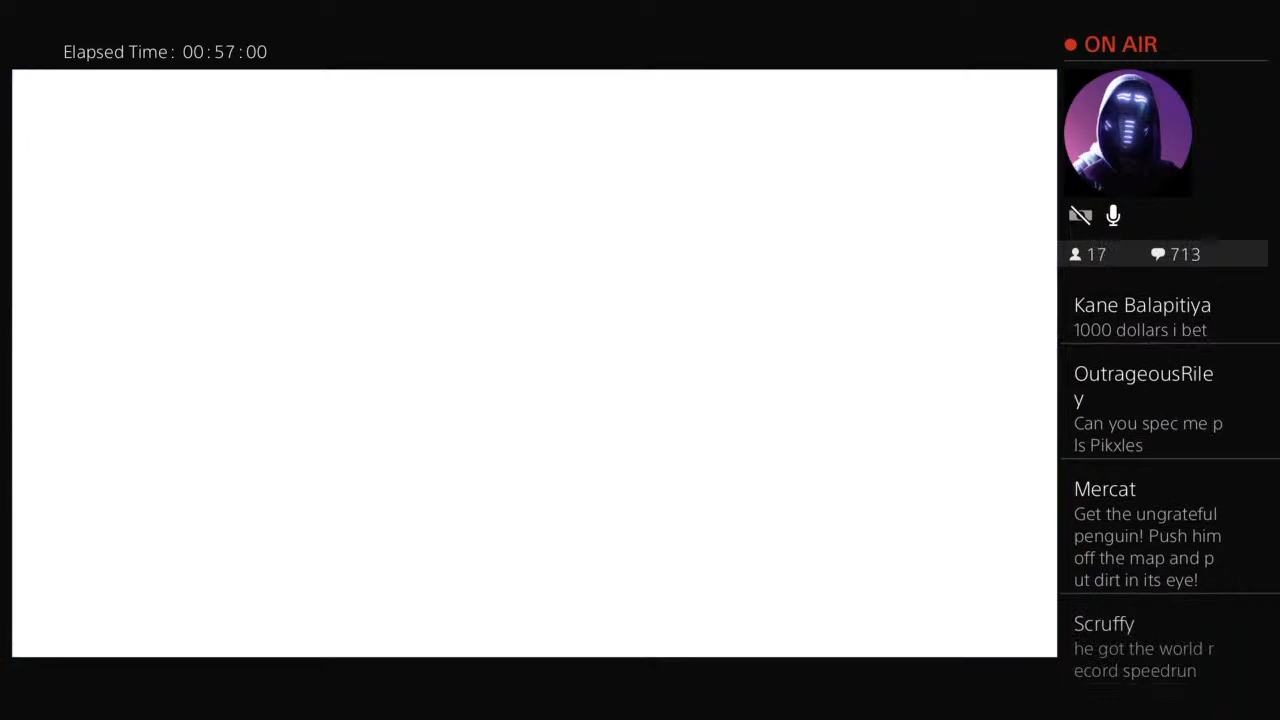 Elapsed Time: 00:57:00
ON AIR
17 713
Kane Balapitiya
1000 dollars i bet
OutrageousRile
y
Can you spec me p
ls Pikxles
Mercat
Get the ungrateful
penguin! Push him
off the map and p
ut dirt in its eye!
Scruffy
he got the world r
ecord speedrun